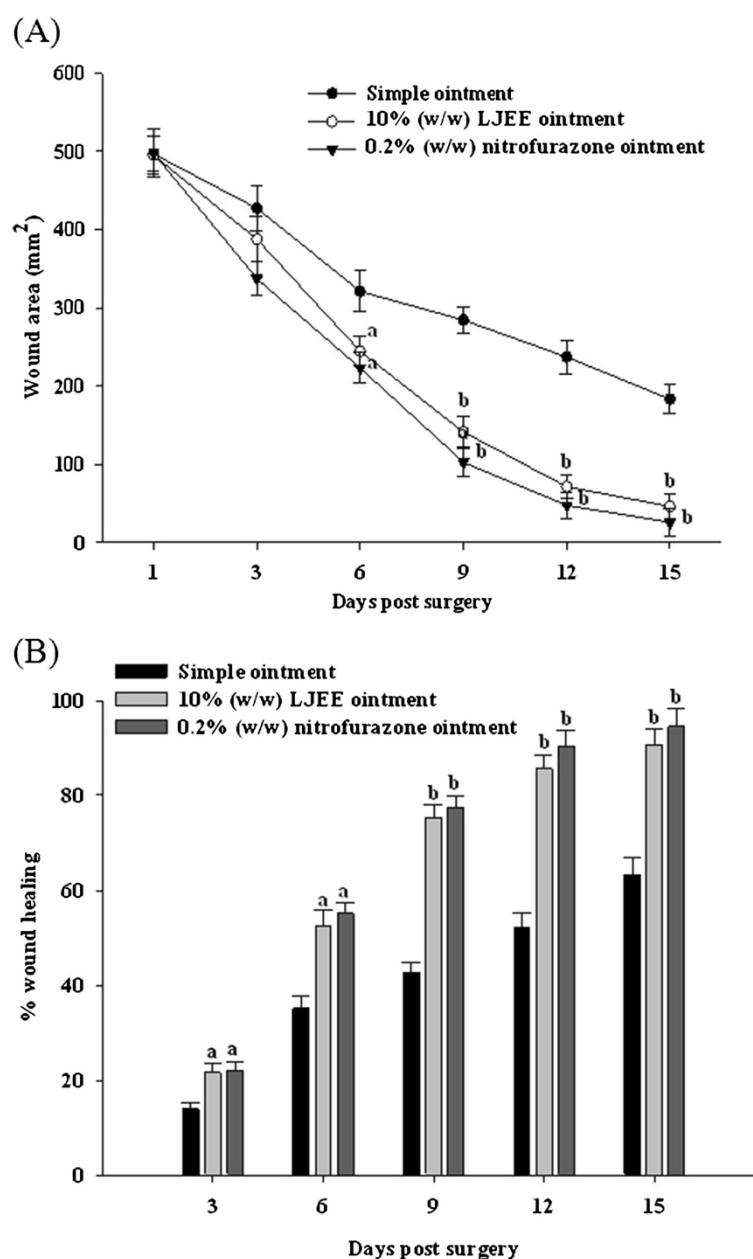 (A)
600
500
400
300
200
100
0
Wound area (mm²)
Simple ointment
10% (w/w) LJEE ointment
0.2% (w/w) nitrofurazone ointment
a
a
b
b
b
b
b
b
1 3 6 9 12 15
Days post surgery
(B)
Simple ointment
10% (w/w) LJEE ointment
0.2% (w/w) nitrofurazone ointment
100
80
60
40
20
0
% wound healing
a a
a a
b b
b b
b b
3 6 9 12 15
Days post surgery